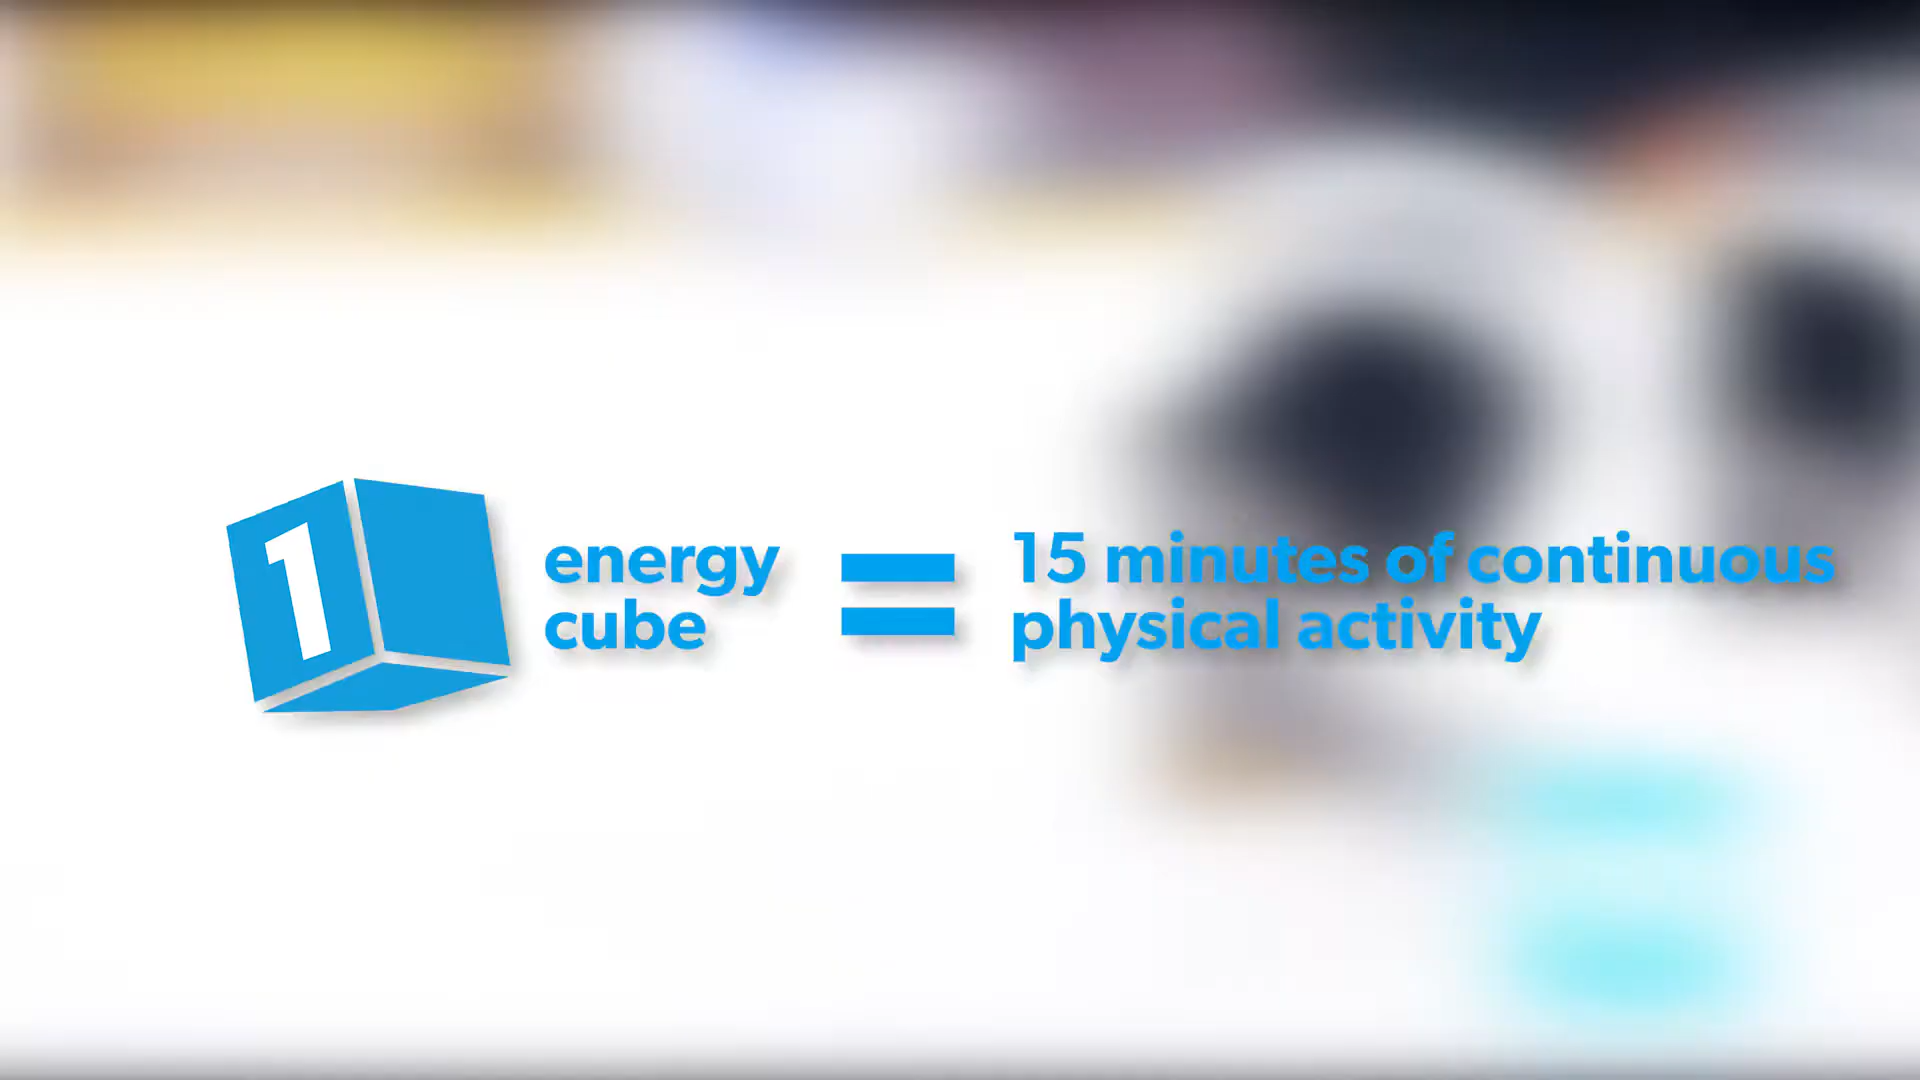 1 energy = 15 minutes of continuous
cube physical activity